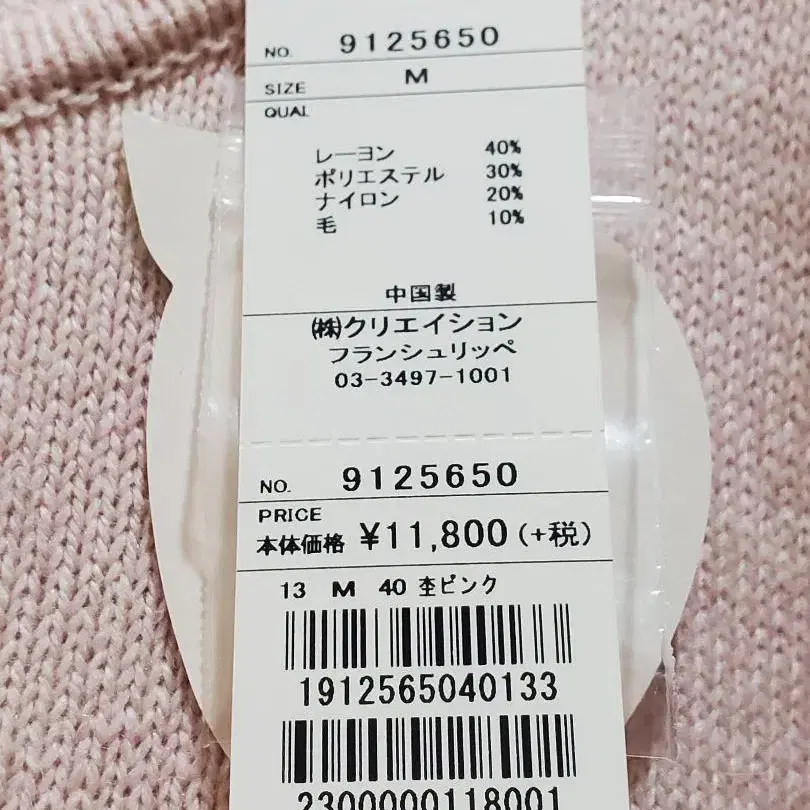 NO. 9125650
SIZE M
QUAL
レーヨン 40%
ポリエステル 30%
ナイロン 20%
毛 10%
中国製
㈱クリエイション
フランシュリッペ
03-3497-1001
NO. 9125650
PRICE
本体価格 ¥11,800(+税)
13 M 40 杢ピンク
1912565040133
2300000118001